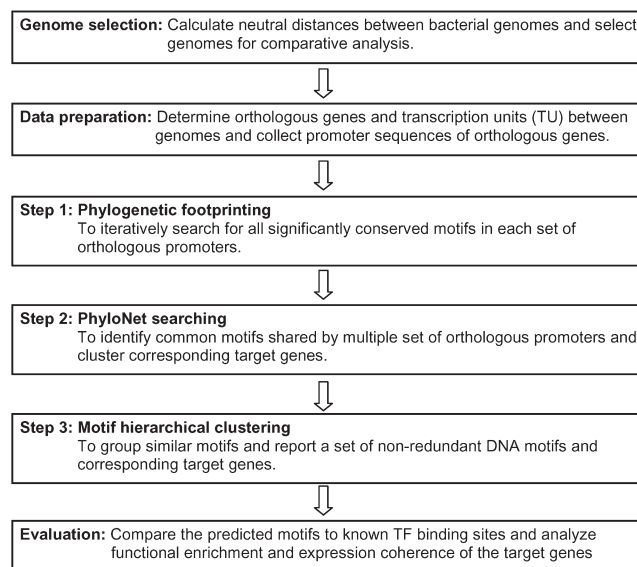 Genome selection: Calculate neutral distances between bacterial genomes and select
genomes for comparative analysis.
Data preparation: Determine orthologous genes and transcription units (TU) between
genomes and collect promoter sequences of orthologous genes.
Step 1: Phylogenetic footprinting
To iteratively search for all significantly conserved motifs in each set of
orthologous promoters.
Step 2: PhyloNet searching
To identify common motifs shared by multiple set of orthologous promoters and
cluster corresponding target genes.
Step 3: Motif hierarchical clustering
To group similar motifs and report a set of non-redundant DNA motifs and
corresponding target genes.
Evaluation: Compare the predicted motifs to known TF binding sites and analyze
functional enrichment and expression coherence of the target genes